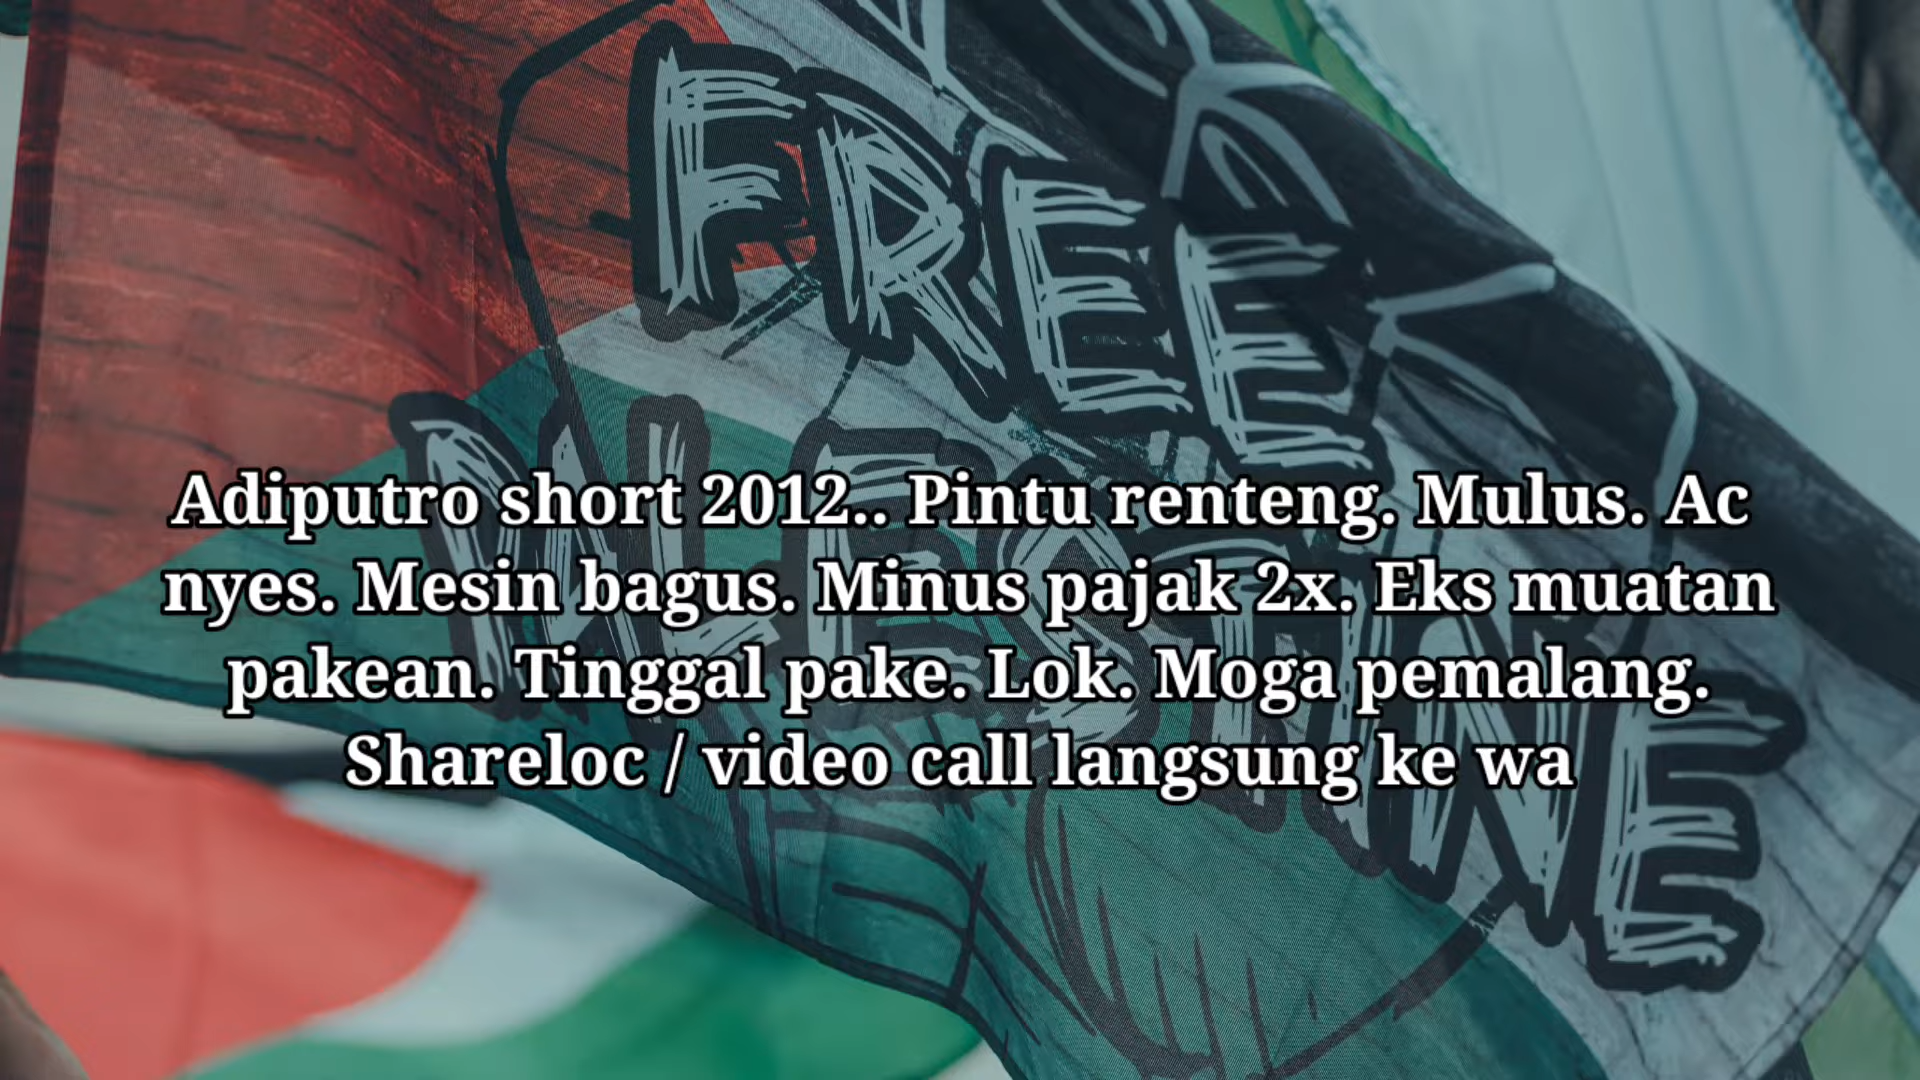 FREE
PALESTINE
Adiputro short 2012.. Pintu renteng. Mulus. Ac
nyes. Mesin bagus. Minus pajak 2x. Eks muatan
pakean. Tinggal pake. Lok. Moga pemalang.
Shareloc / video call langsung ke wa